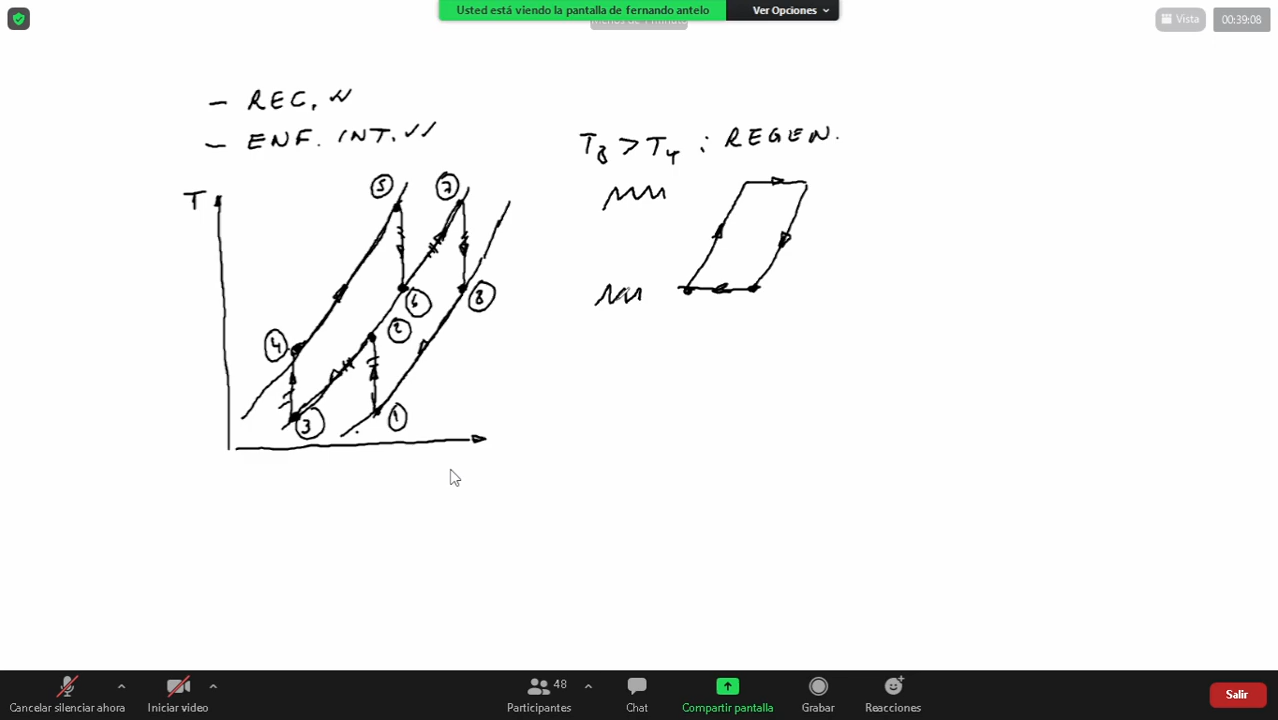 Usted está viendo la pantalla de fernando antelo
Ver Opciones
Vista
00:39:08
- REC. ✓
- ENF. INT. ✓✓
T8 > T4 : REGEN.
T
5
7
6
8
4
2
3
1
Cancelar silenciar ahora
Iniciar video
Participantes
48
Chat
Compartir pantalla
Grabar
Reacciones
Salir